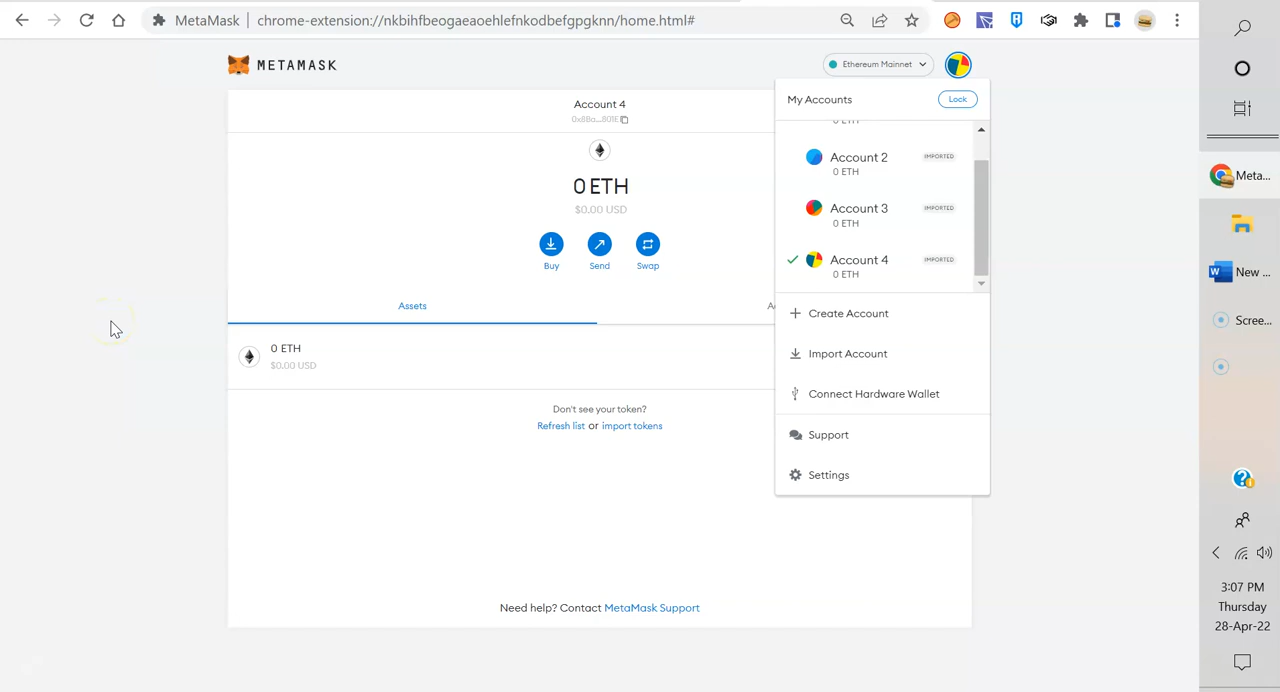 MetaMask
chrome-extension://nkbihfbeogaeaoehlefnkodbefgpgknn/home.html#
METAMASK
Ethereum Mainnet
Account 4
0x8Ba...801E
0 ETH
$0.00 USD
Buy
Send
Swap
Assets
0 ETH
$0.00 USD
Don't see your token?
Refresh list or import tokens
Need help? Contact MetaMask Support
My Accounts
Lock
0 ETH
Account 2
IMPORTED
0 ETH
Account 3
IMPORTED
0 ETH
Account 4
IMPORTED
0 ETH
Create Account
Import Account
Connect Hardware Wallet
Support
Settings
Meta...
New ...
Scree...
3:07 PM
Thursday
28-Apr-22